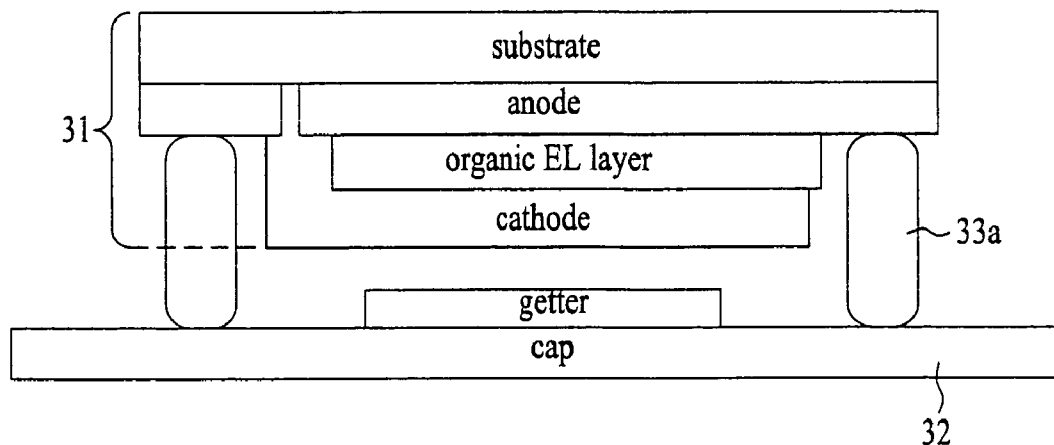 substrate
anode
31
organic EL layer
cathode
33a
getter
cap
32